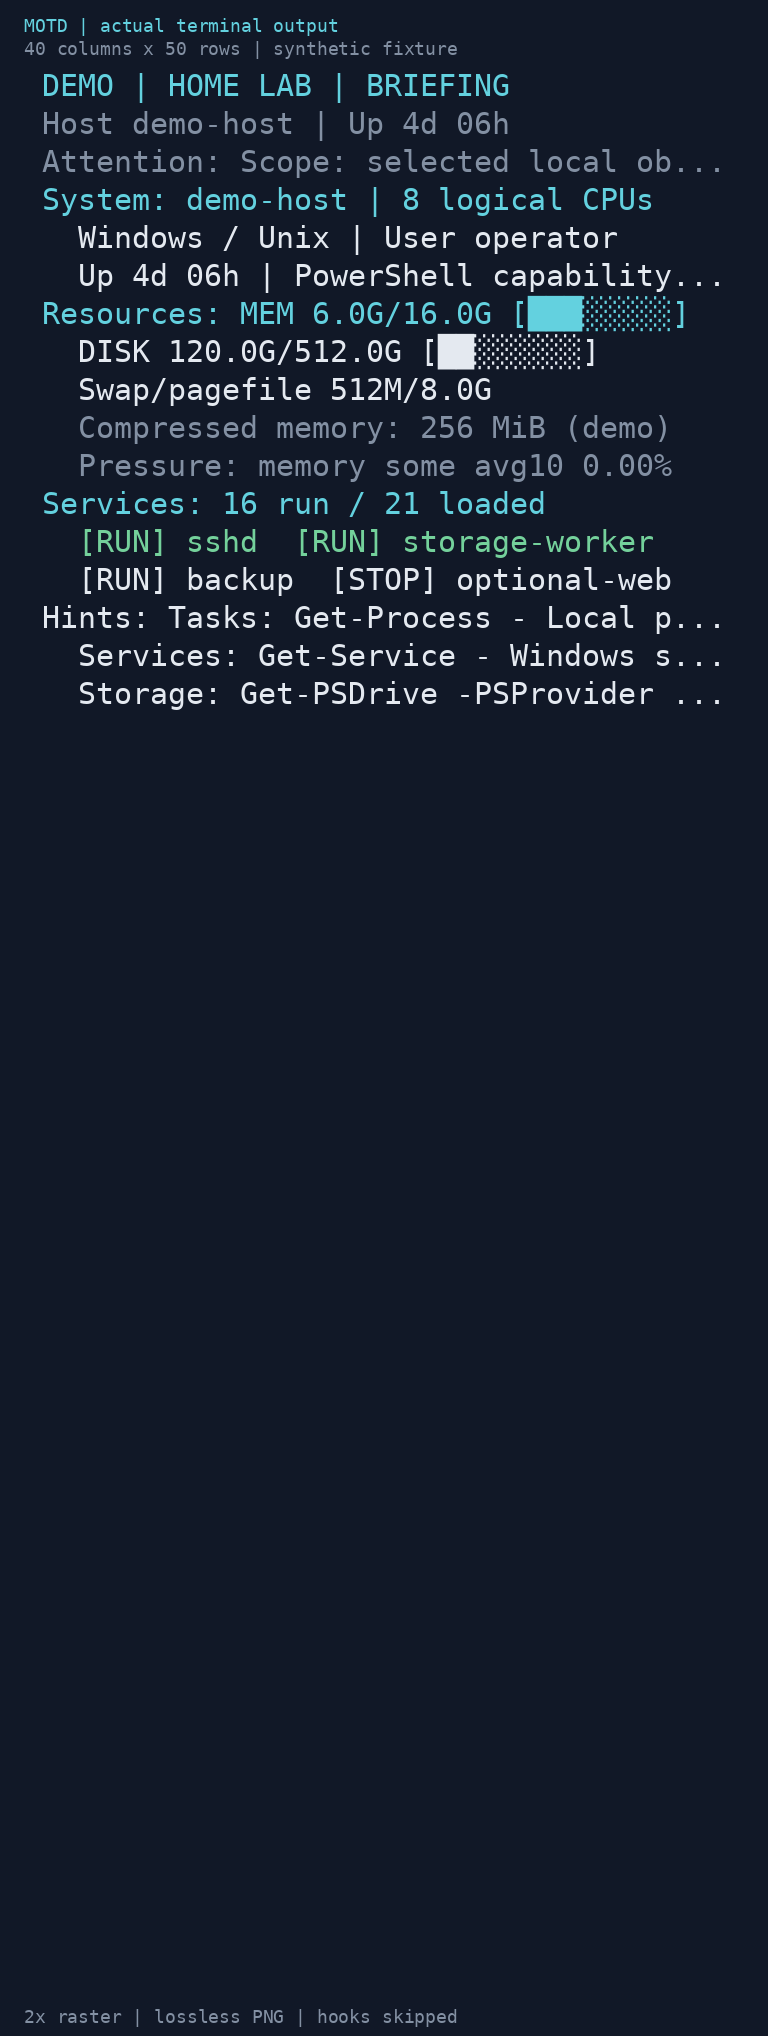 MOTD | actual terminal output
40 columns x 50 rows | synthetic fixture
DEMO | HOME LAB | BRIEFING
Host demo-host | Up 4d 06h
Attention: Scope: selected local ob...
System: demo-host | 8 logical CPUs
Windows / Unix | User operator
Up 4d 06h | PowerShell capability...
Resources: MEM 6.0G/16.0G [███░░░░░]
DISK 120.0G/512.0G [██░░░░░░]
Swap/pagefile 512M/8.0G
Compressed memory: 256 MiB (demo)
Pressure: memory some avg10 0.00%
Services: 16 run / 21 loaded
[RUN] sshd  [RUN] storage-worker
[RUN] backup  [STOP] optional-web
Hints: Tasks: Get-Process - Local p...
Services: Get-Service - Windows s...
Storage: Get-PSDrive -PSProvider ...
2x raster | lossless PNG | hooks skipped